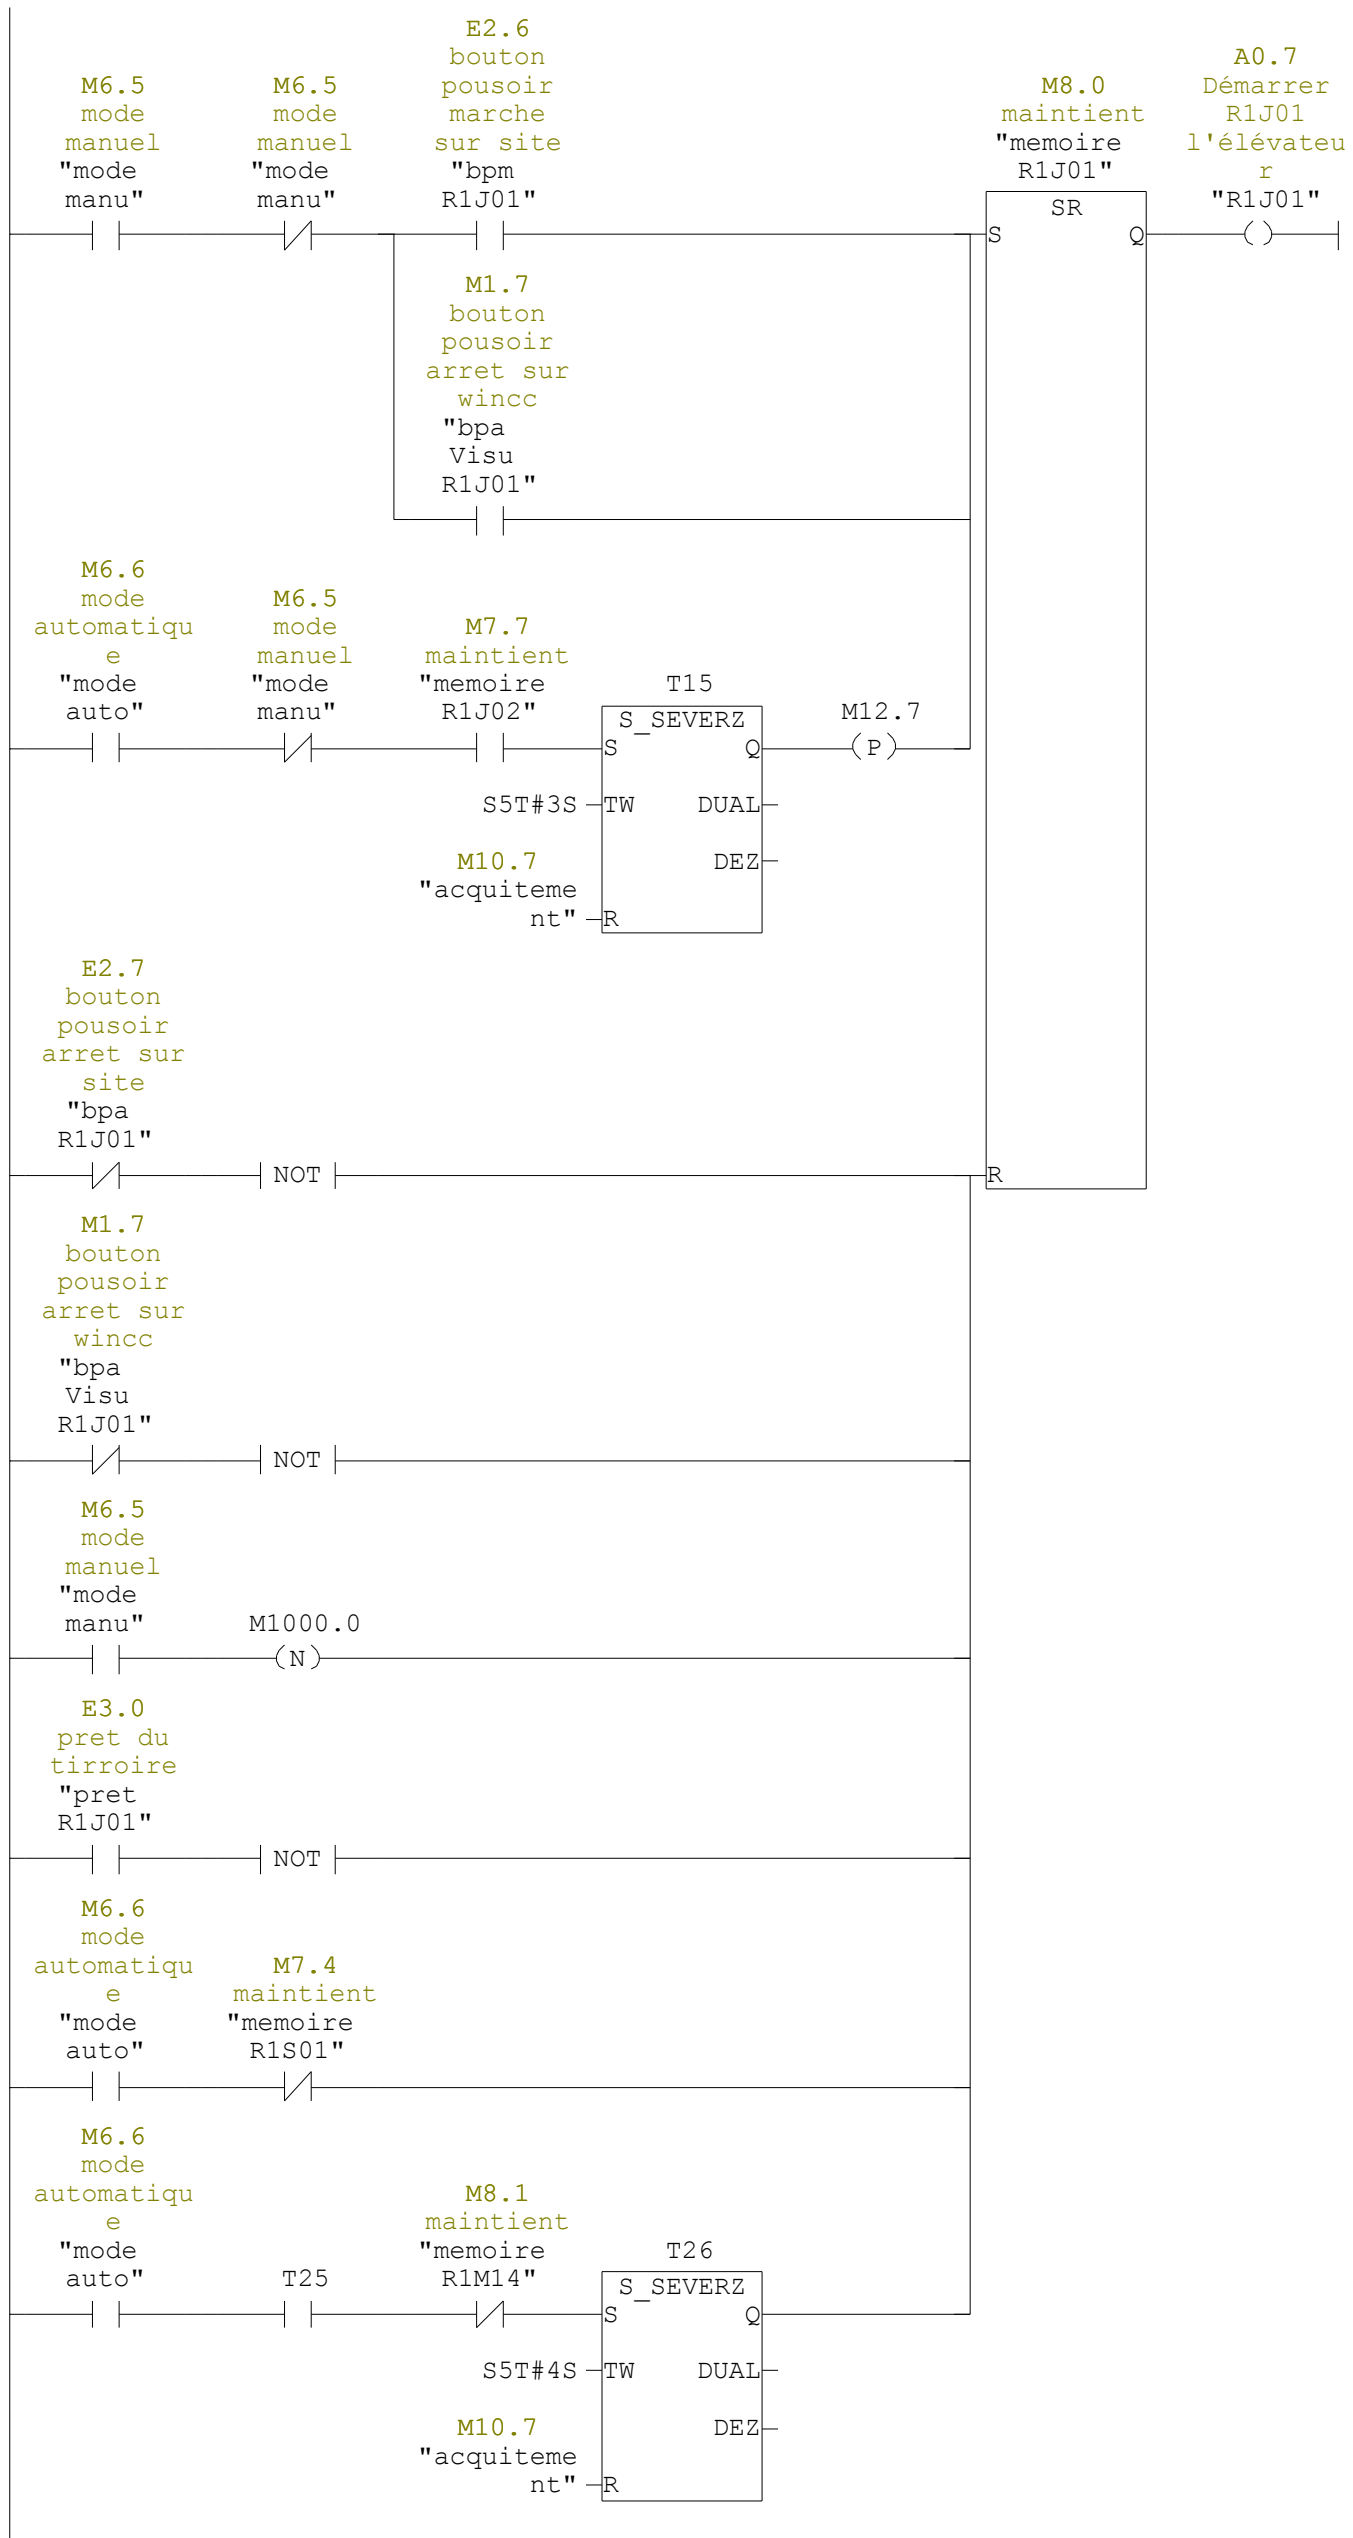 E2.6
bouton
pousoir
marche
sur site
"bpm
R1J01"
M6.5
mode
manuel
"mode
manu"
M6.5
mode
manuel
"mode
manu"
M8.0
maintient
"memoire
R1J01"
A0.7
Démarrer
R1J01
l'élévateu
r
"R1J01"
SR
S
Q
( )
M1.7
bouton
pousoir
arret sur
wincc
"bpa
Visu
R1J01"
M6.6
mode
automatiqu
e
"mode
auto"
M6.5
mode
manuel
"mode
manu"
M7.7
maintient
"memoire
R1J02"
T15
S_SEVERZ
S
Q
M12.7
(P)
S5T#3S
TW
DUAL
M10.7
"acquiteme
nt"
DEZ
R
E2.7
bouton
pousoir
arret sur
site
"bpa
R1J01"
NOT
R
M1.7
bouton
pousoir
arret sur
wincc
"bpa
Visu
R1J01"
NOT
M6.5
mode
manuel
"mode
manu"
M1000.0
(N)
E3.0
pret du
tirroire
"pret
R1J01"
NOT
M6.6
mode
automatiqu
e
"mode
auto"
M7.4
maintient
"memoire
R1S01"
M6.6
mode
automatiqu
e
"mode
auto"
T25
M8.1
maintient
"memoire
R1M14"
T26
S_SEVERZ
S
Q
S5T#4S
TW
DUAL
M10.7
"acquiteme
nt"
DEZ
R